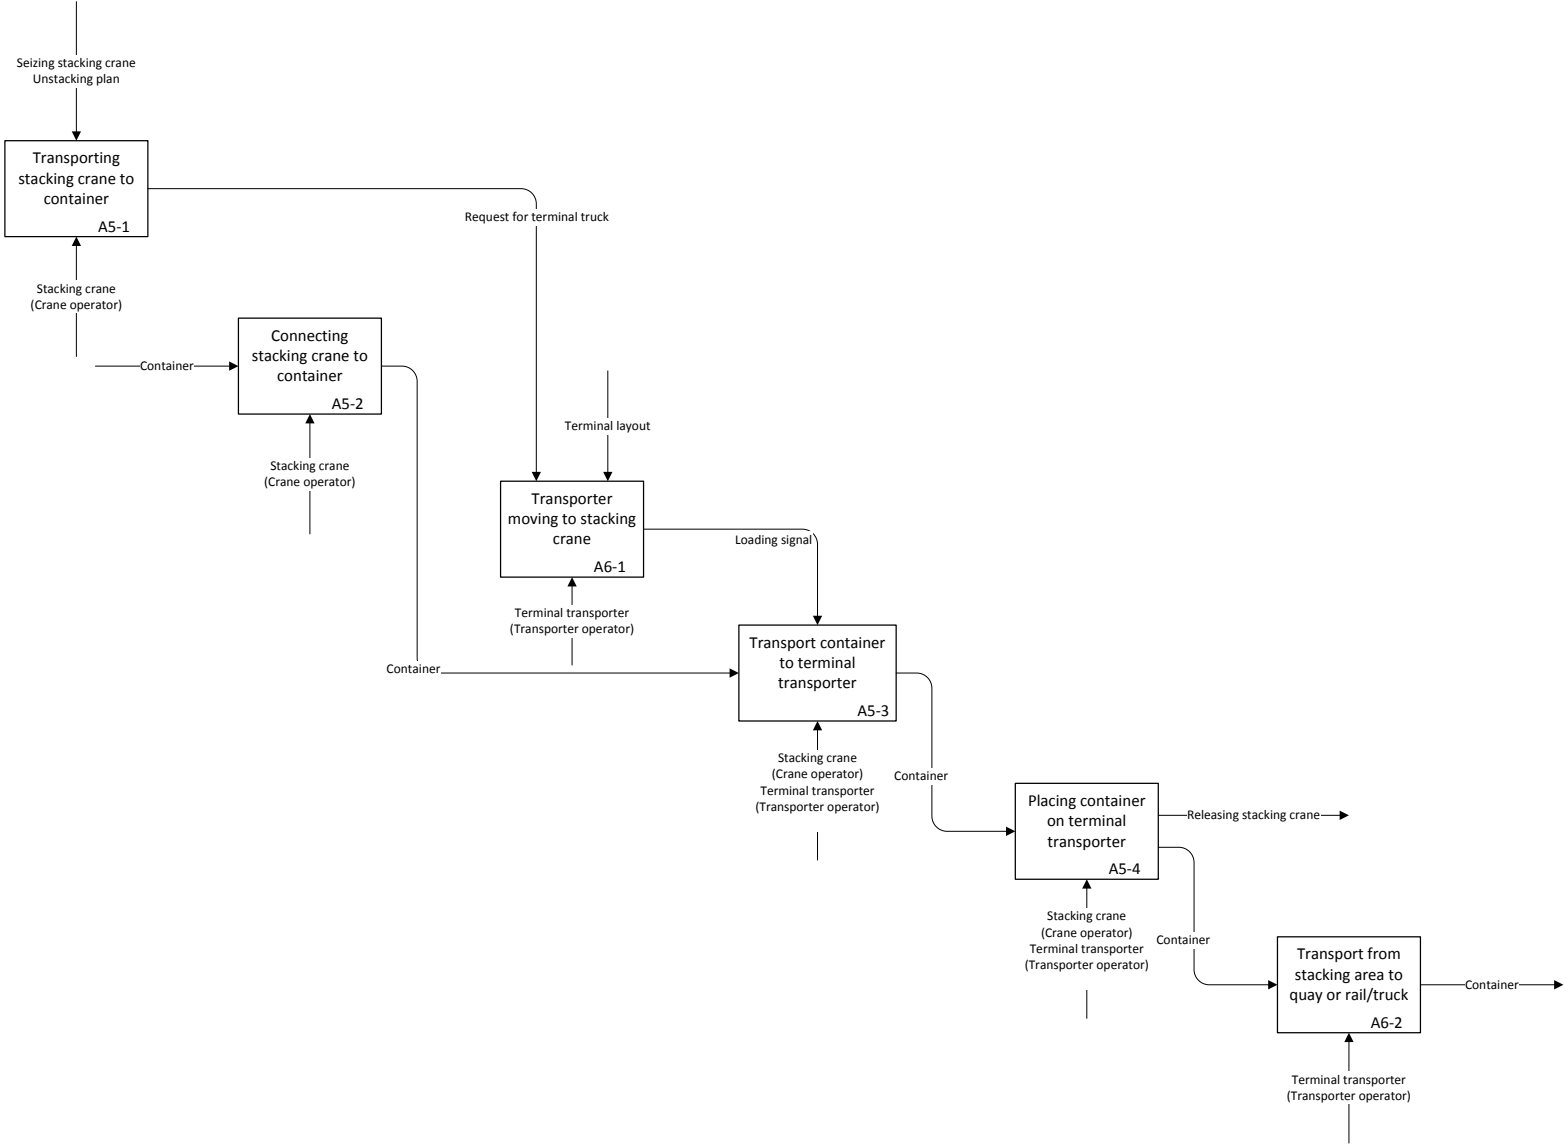 Seizing stacking crane
Unstacking plan
Transporting
stacking crane to
container
A5-1
Request for terminal truck
Stacking crane
(Crane operator)
Connecting
stacking crane to
container
A5-2
Container
Stacking crane
(Crane operator)
Terminal layout
Transporter
moving to stacking
crane
A6-1
Loading signal
Terminal transporter
(Transporter operator)
Container
Transport container
to terminal
transporter
A5-3
Stacking crane
(Crane operator)
Terminal transporter
(Transporter operator)
Container
Placing container
on terminal
transporter
A5-4
Releasing stacking crane
Stacking crane
(Crane operator)
Terminal transporter
(Transporter operator)
Container
Transport from
stacking area to
quay or rail/truck
A6-2
Container
Terminal transporter
(Transporter operator)